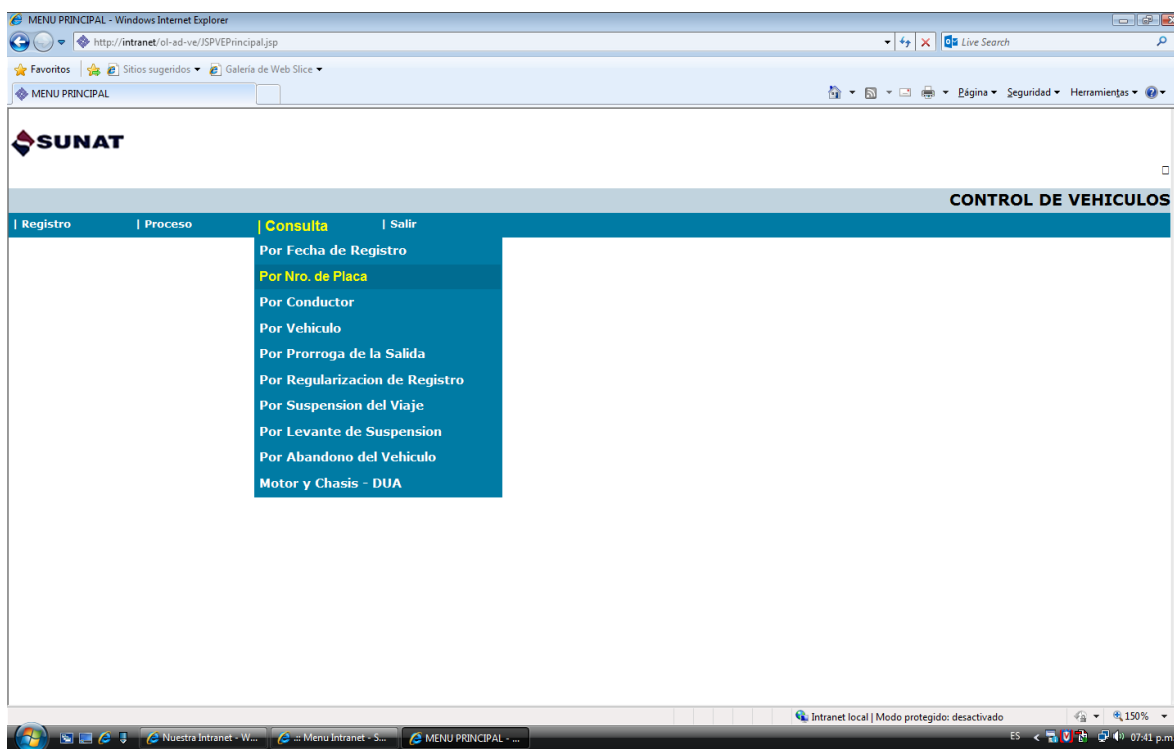 MENU PRINCIPAL - Windows Internet Explorer
http://intranet/ol-ad-ve/JSPVEPrincipal.jsp
Live Search
Favoritos
Sitios sugeridos
Galería de Web Slice
MENU PRINCIPAL
Página
Seguridad
Herramientas
SUNAT
CONTROL DE VEHICULOS
| Registro
| Proceso
| Consulta
| Salir
Por Fecha de Registro
Por Nro. de Placa
Por Conductor
Por Vehiculo
Por Prorroga de la Salida
Por Regularizacion de Registro
Por Suspension del Viaje
Por Levante de Suspension
Por Abandono del Vehiculo
Motor y Chasis - DUA
Intranet local | Modo protegido: desactivado
150%
Nuestra Intranet - W...
.:: Menu Intranet - S...
MENU PRINCIPAL - ...
ES
07:41 p.m